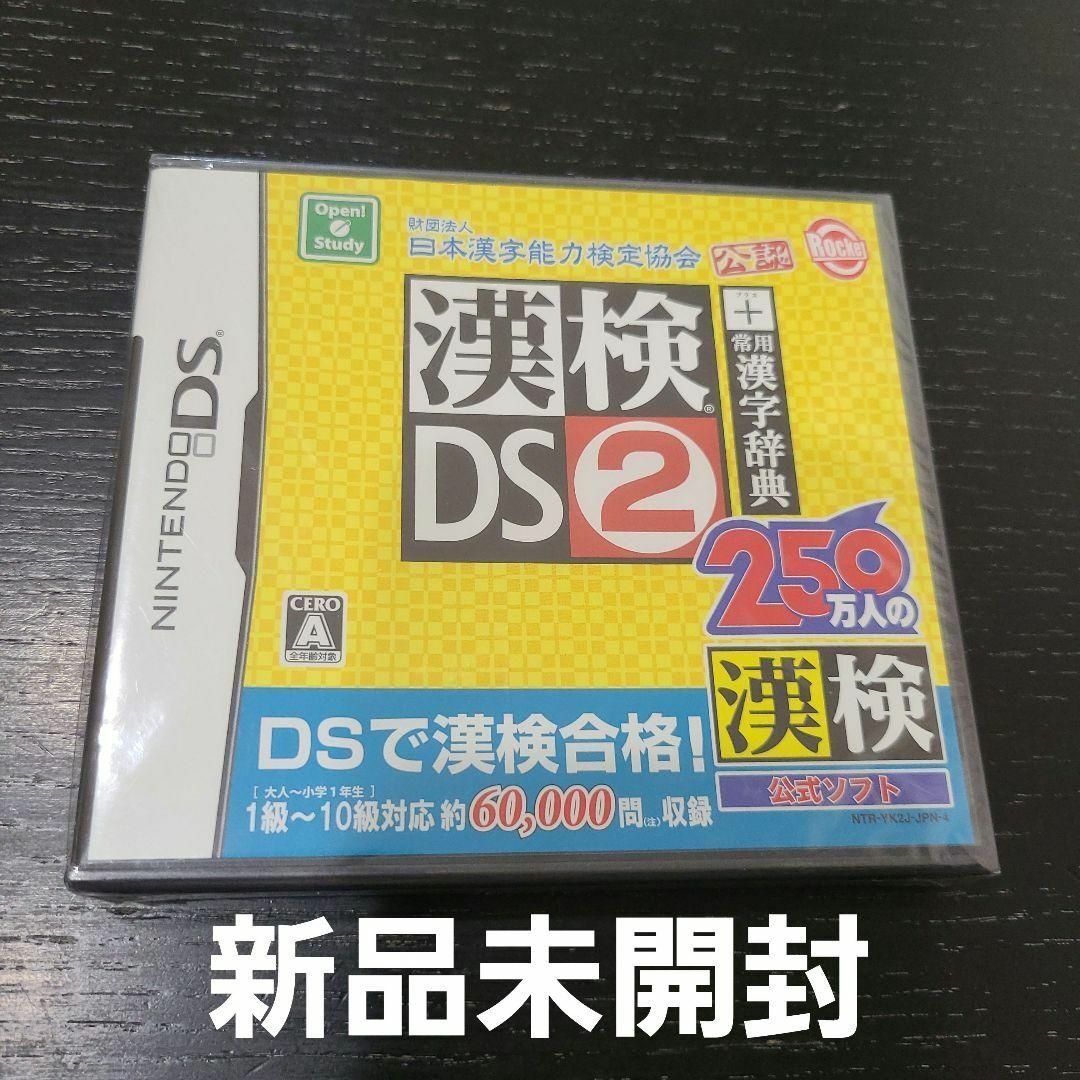 NINTENDO DS®
Open!
Study
財団法人
日本漢字能力検定協会 公認
Rocket
漢検®
DS2
プラス
+
常用漢字辞典
250
万人の
漢検
公式ソフト
NTR-YK2J-JPN-4
CERO
A
全年齢対象
DSで漢検合格!
[ 大人〜小学1年生 ]
1級〜10級対応 約60,000問(注)収録
新品未開封